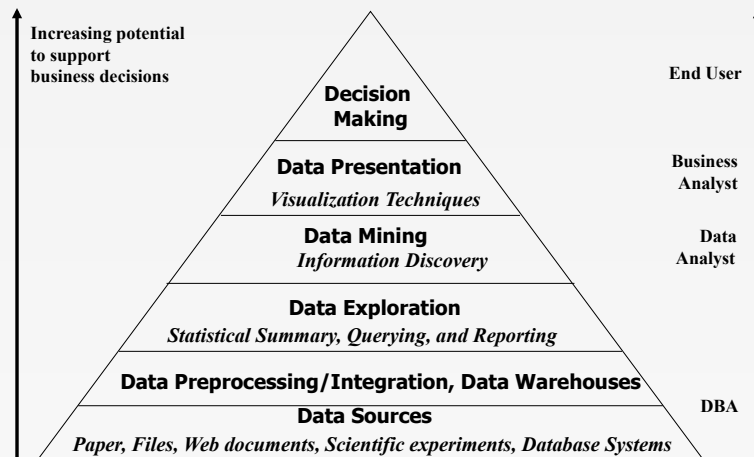 Increasing potential
to support
business decisions
End User
Decision
Making
Data Presentation
Visualization Techniques
Business
Analyst
Data Mining
Information Discovery
Data
Analyst
Data Exploration
Statistical Summary, Querying, and Reporting
Data Preprocessing/Integration, Data Warehouses
DBA
Data Sources
Paper, Files, Web documents, Scientific experiments, Database Systems